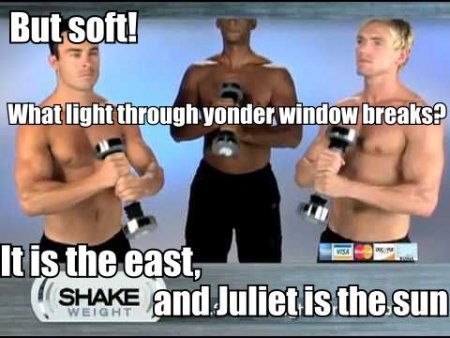 But soft!
What light through yonder window breaks?
VISA
It is the east,
and Juliet is the sun
SHAKE
WEIGHT